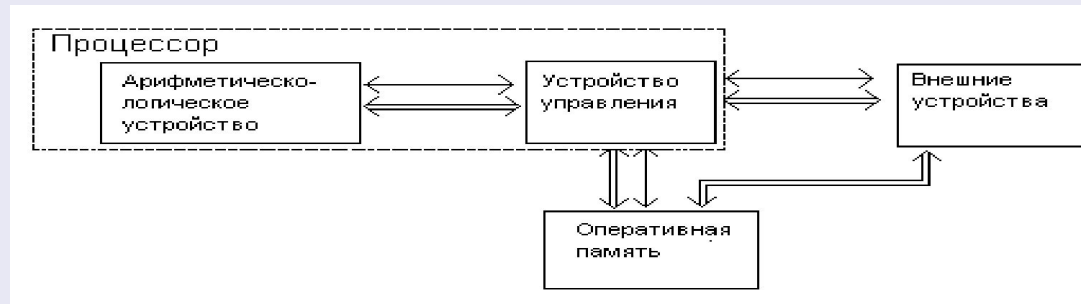 Процессор
Арифметическо-
логическое
устройство
Устройство
управления
Внешние
устройства
Оперативная
память